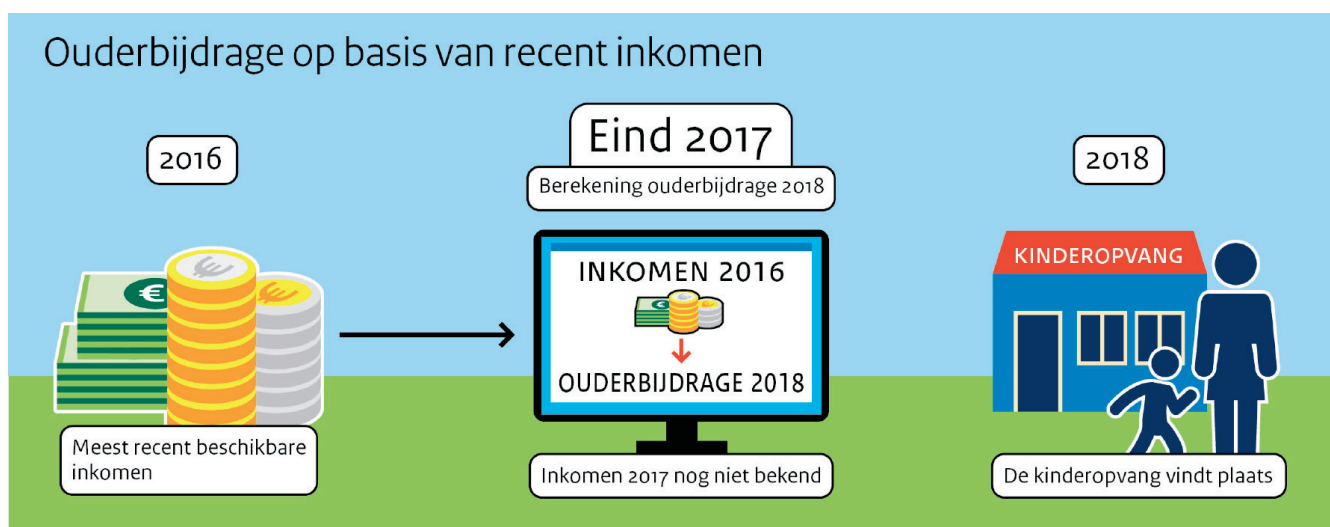 Ouderbijdrage op basis van recent inkomen
2016
Meest recent beschikbare
inkomen
Eind 2017
Berekening ouderbijdrage 2018
INKOMEN 2016
OUDERBIJDRAGE 2018
Inkomen 2017 nog niet bekend
2018
KINDEROPVANG
De kinderopvang vindt plaats